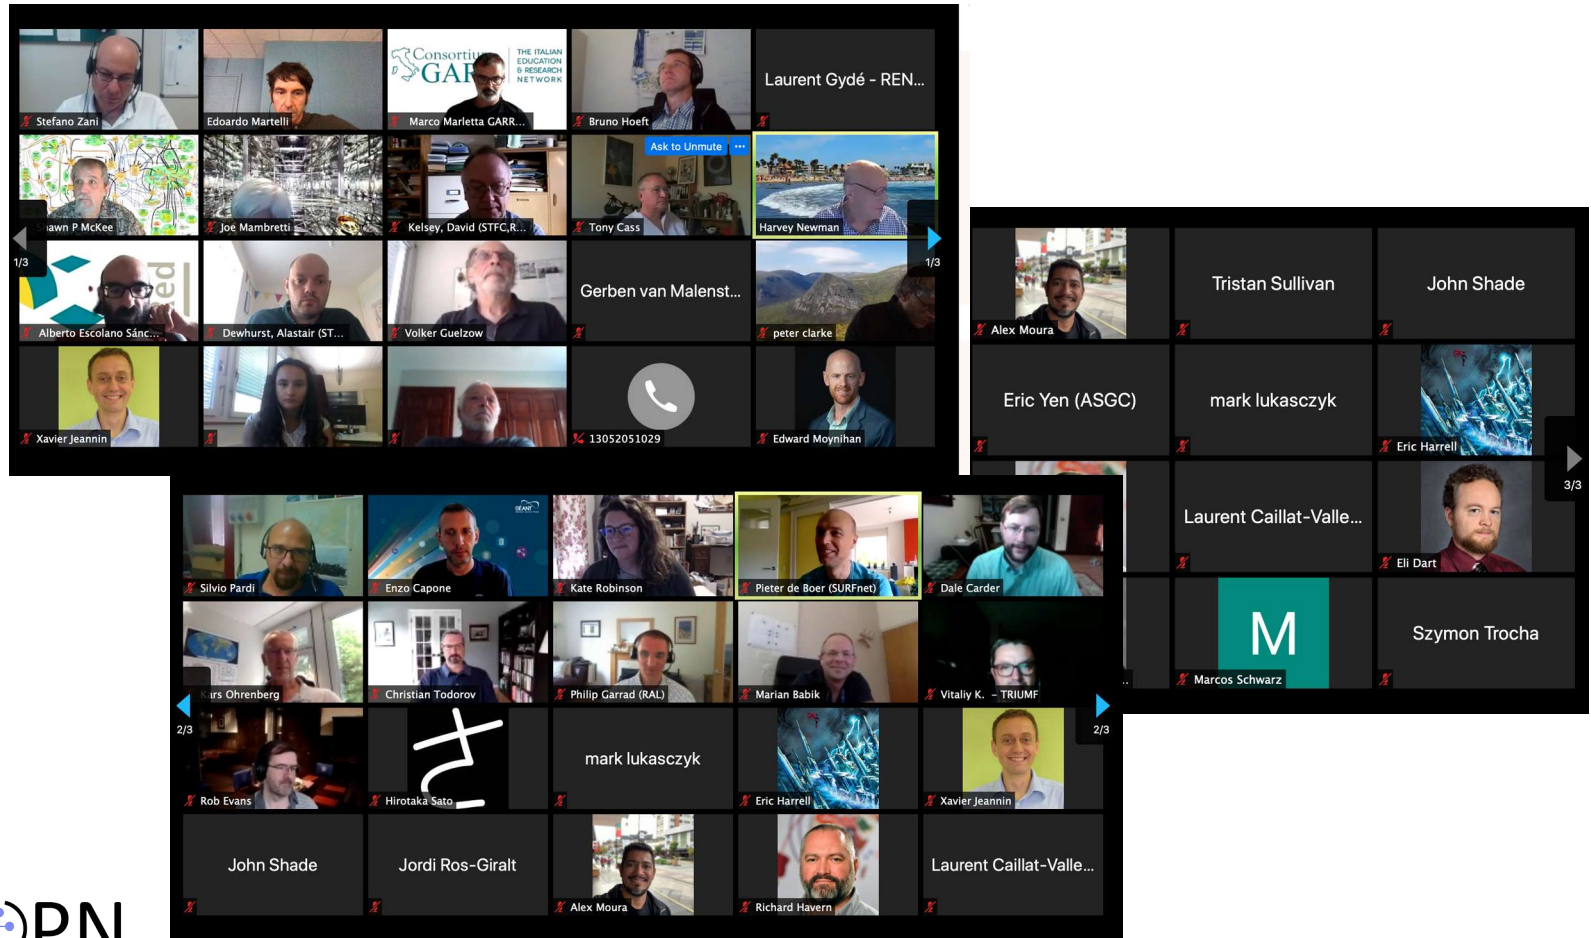 Consortium
GAR
THE ITALIAN
EDUCATION
& RESEARCH
NETWORK
Laurent Gydé - REN...
Stefano Zani
Edoardo Martelli
Marco Marletta GARR...
Bruno Hoeft
Ask to Unmute
...
awn P McKee
Joe Mambretti
Kelsey, David (STFC,R...
Tony Cass
Harvey Newman
1/3
1/3
Gerben van Malenst...
Alberto Escolano Sánc...
Dewhurst, Alastair (ST...
Volker Guelzow
peter clarke
Xavier Jeannin
13052051029
Edward Moynihan
Tristan Sullivan
John Shade
Alex Moura
Eric Yen (ASGC)
mark lukasczyk
Eric Harrell
3/3
Laurent Caillat-Valle...
Eli Dart
M
Szymon Trocha
...
Marcos Schwarz
GÉANT
Silvio Pardi
Enzo Capone
Kate Robinson
Pieter de Boer (SURFnet)
Dale Carder
ars Ohrenberg
Christian Todorov
Philip Garrad (RAL)
Marian Babik
Vitaliy K. – TRIUMF
2/3
2/3
mark lukasczyk
Rob Evans
Hirotaka Sato
Eric Harrell
Xavier Jeannin
John Shade
Jordi Ros-Giralt
Laurent Caillat-Valle...
Alex Moura
Richard Havern
PN